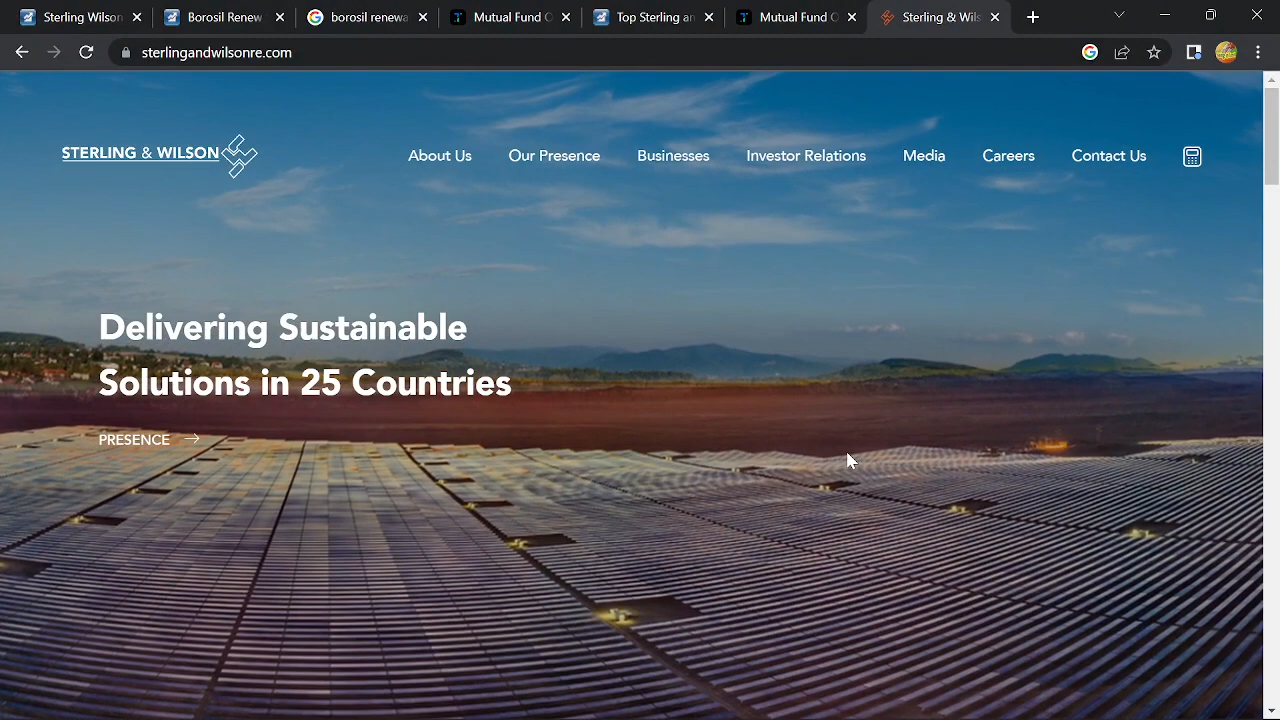 Sterling Wilson
Borosil Renew
borosil renewa
Mutual Fund O
Top Sterling an
Mutual Fund O
Sterling & Wils
sterlingandwilsonre.com
STERLING & WILSON
About Us
Our Presence
Businesses
Investor Relations
Media
Careers
Contact Us
Delivering Sustainable
Solutions in 25 Countries
PRESENCE